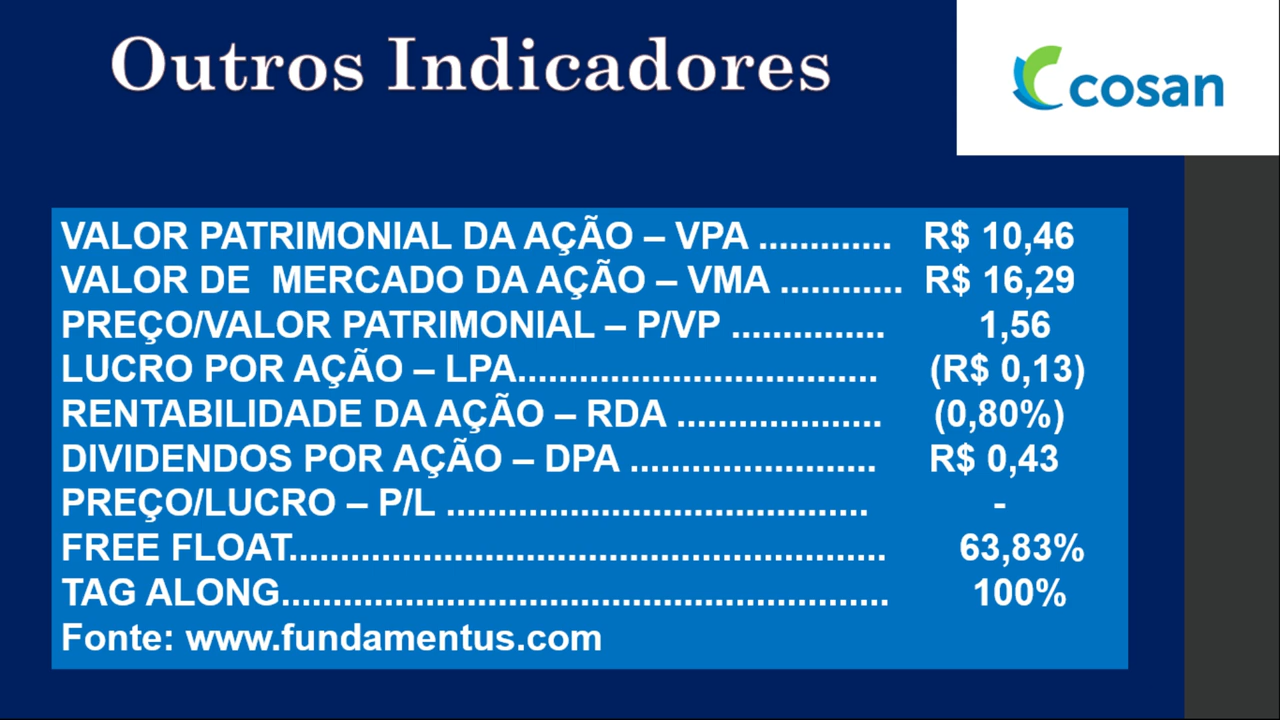 Outros Indicadores
cosan
VALOR PATRIMONIAL DA AÇÃO – VPA ............. R$ 10,46
VALOR DE MERCADO DA AÇÃO – VMA ............ R$ 16,29
PREÇO/VALOR PATRIMONIAL – P/VP ............... 1,56
LUCRO POR AÇÃO – LPA................................... (R$ 0,13)
RENTABILIDADE DA AÇÃO – RDA .................... (0,80%)
DIVIDENDOS POR AÇÃO – DPA ........................ R$ 0,43
PREÇO/LUCRO – P/L ......................................... -
FREE FLOAT.......................................................... 63,83%
TAG ALONG........................................................... 100%
Fonte: www.fundamentus.com